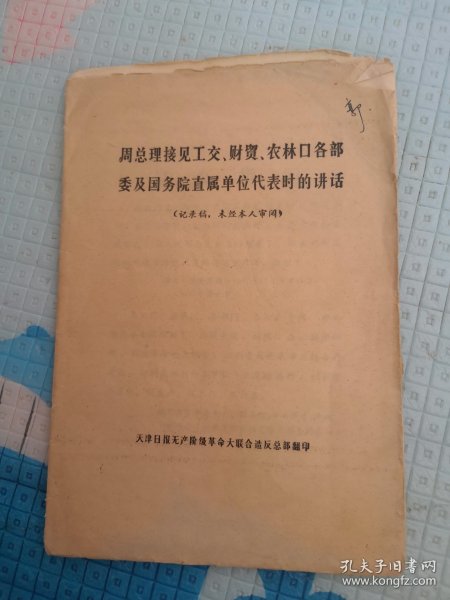 郭
周总理接见工交、财贸、农林口各部
委及国务院直属单位代表时的讲话
(记录稿，未经本人审阅)
天津日报无产阶级革命大联合造反总部翻印
孔夫子旧书网
www.kongfz.com